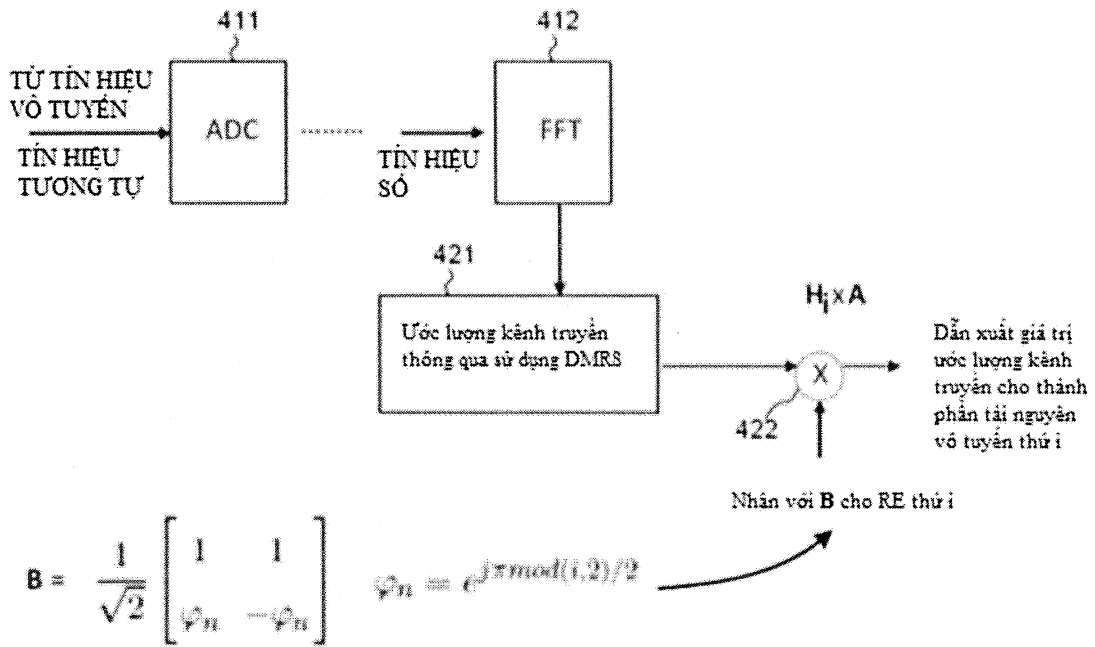 411
412
TỪ TÍN HIỆU
VÔ TUYẾN
ADC
FFT
TÍN HIỆU
TƯƠNG TỰ
TÍN HIỆU
SỐ
421
H_i x A
Ước lượng kênh truyền
thông qua sử dụng DMRS
X
422
Dẫn xuất giá trị
ước lượng kênh
truyền cho thành
phần tài nguyên
vô tuyến thứ i
Nhân với B cho RE thứ i
B = 1/√2 [1 1; φ_n -φ_n] φ_n = e^{jπmod(i,2)/2}